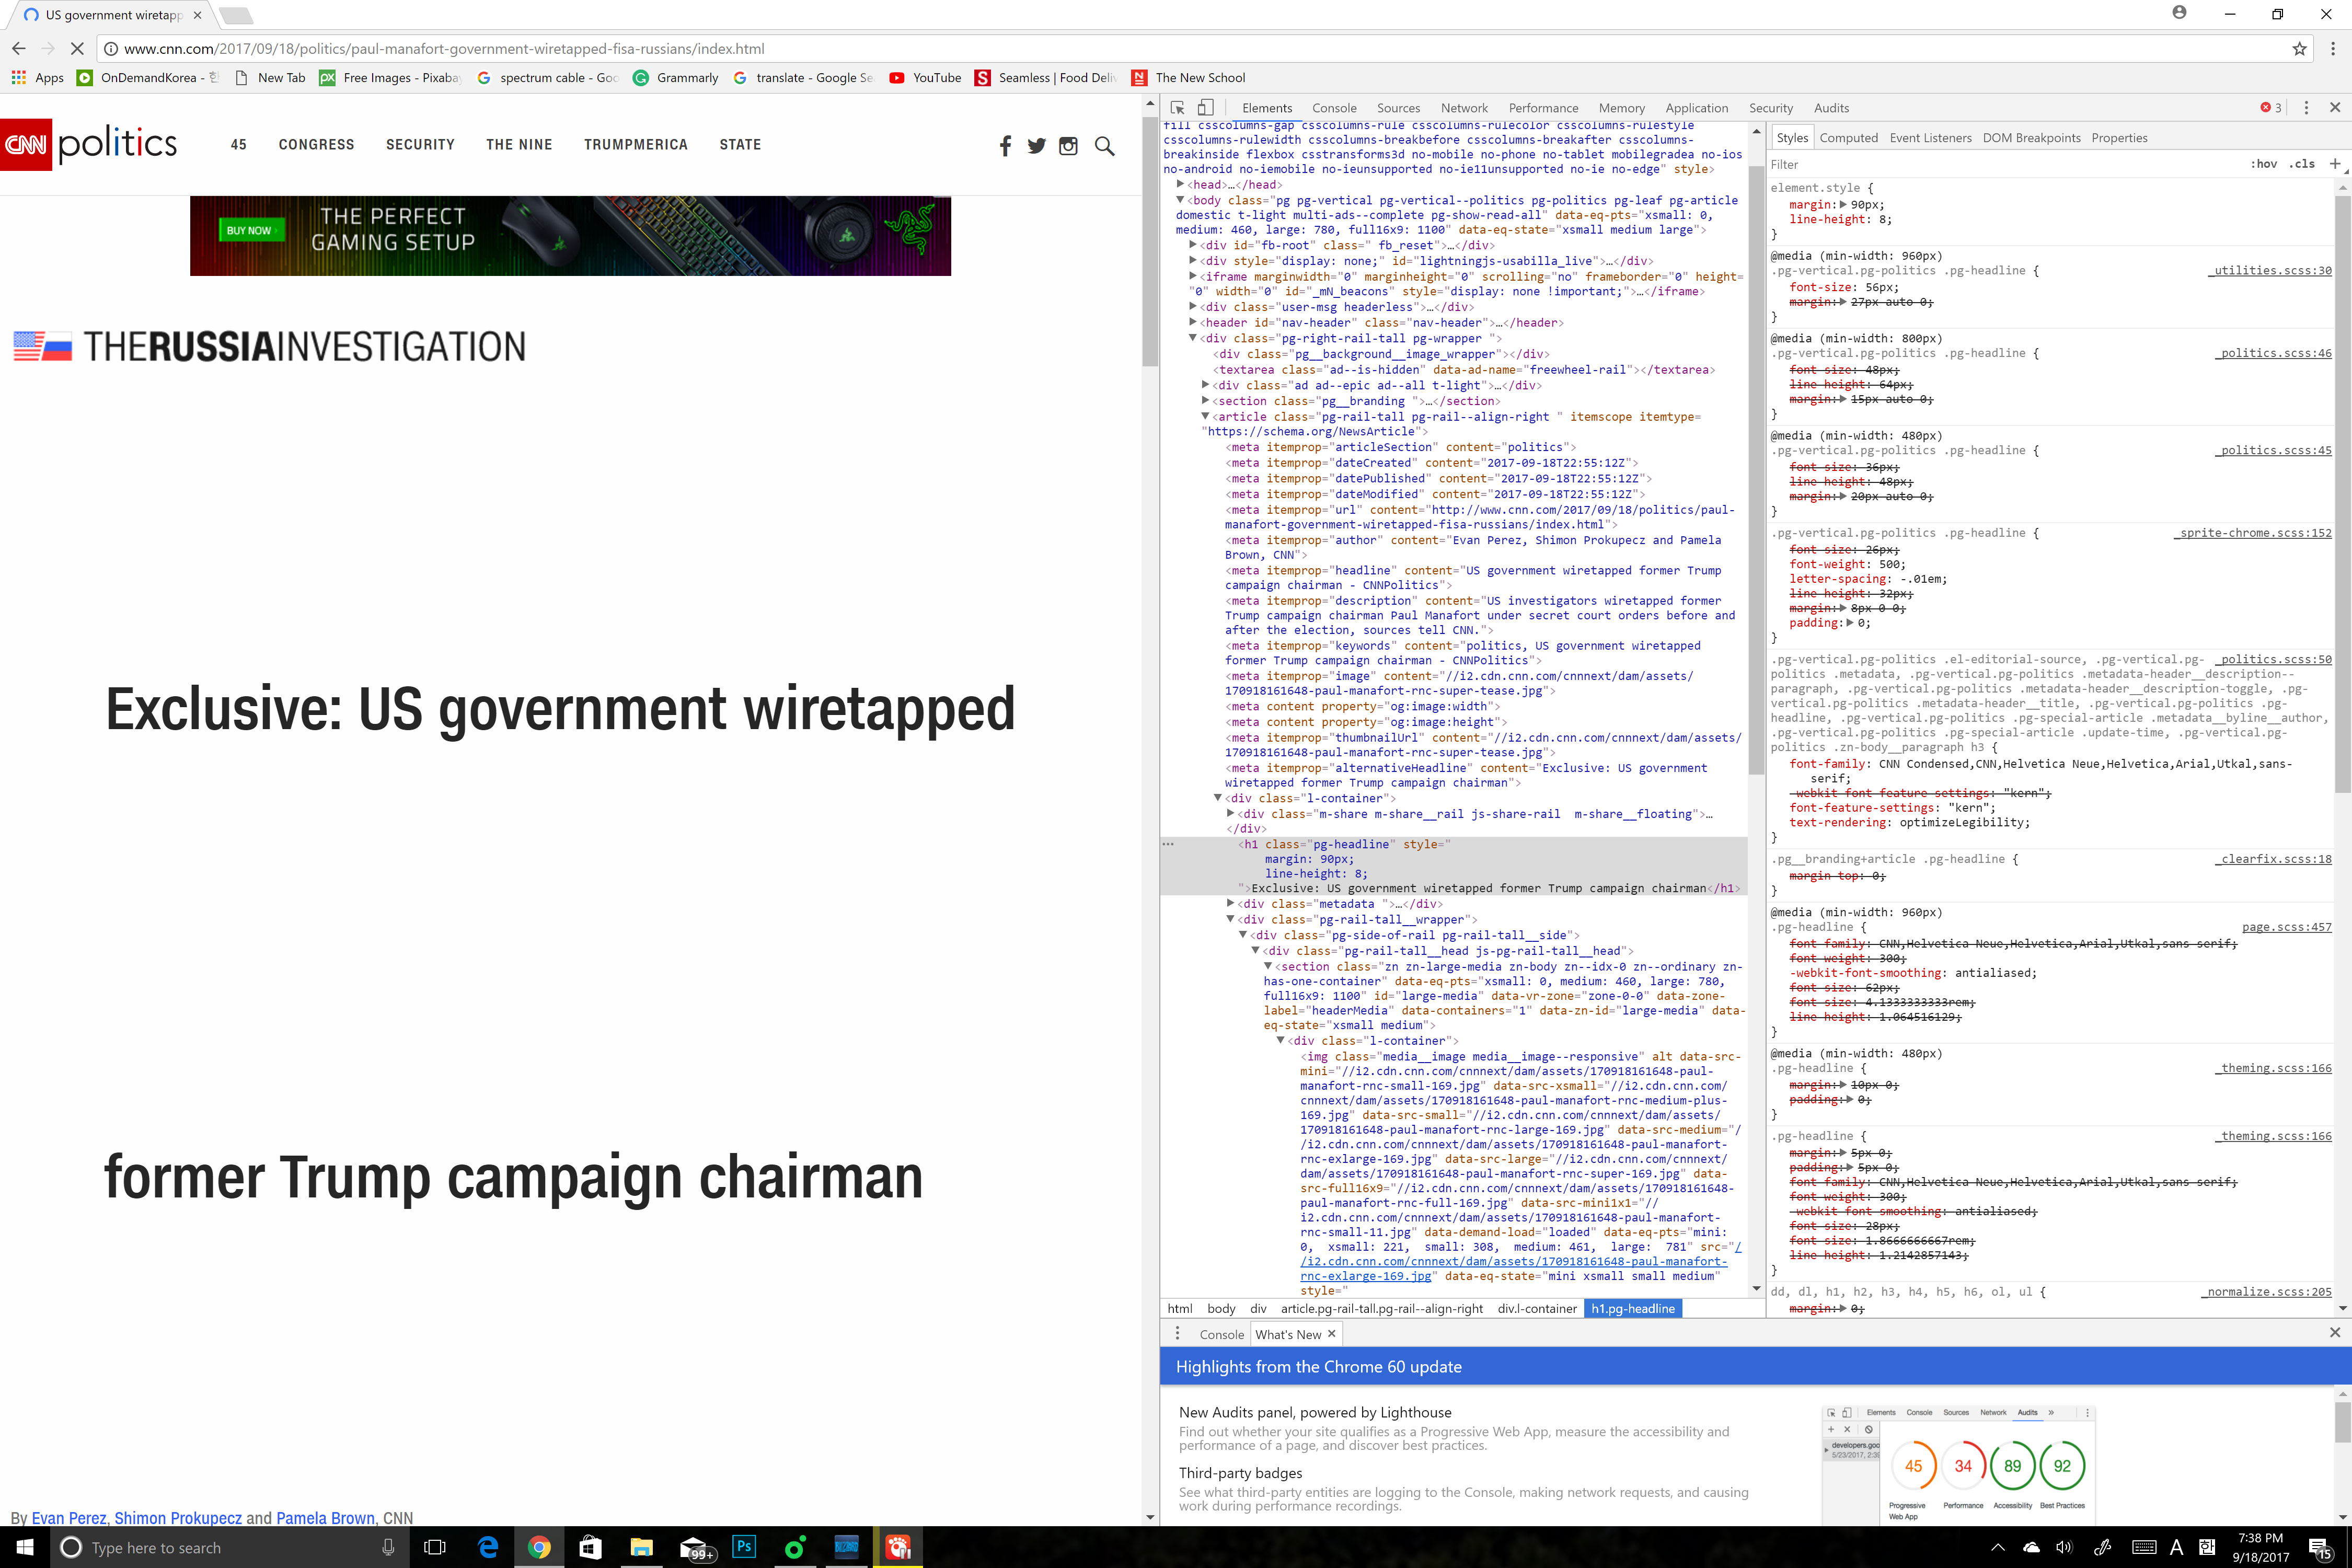 US government wiretapp
www.cnn.com/2017/09/18/politics/paul-manafort-government-wiretapped-fisa-russians/index.html
Apps OnDemandKorea - 한 New Tab Free Images - Pixabay spectrum cable - Goo Grammarly translate - Google Se YouTube Seamless | Food Deliv The New School
CNN politics 45 CONGRESS SECURITY THE NINE TRUMPMERICA STATE
BUY NOW THE PERFECT
GAMING SETUP
THERUSSIAINVESTIGATION
Exclusive: US government wiretapped
former Trump campaign chairman
By Evan Perez, Shimon Prokupecz and Pamela Brown, CNN
Elements Console Sources Network Performance Memory Application Security Audits 3
fill csscolumns-gap csscolumns-rule csscolumns-rulecolor csscolumns-rulestyle
csscolumns-rulewidth csscolumns-breakbefore csscolumns-breakafter csscolumns-
breakinside flexbox csstransforms3d no-mobile no-phone no-tablet mobilegradea no-ios
no-android no-iemobile no-ieunsupported no-ie11unsupported no-ie no-edge" style>
<head>…</head>
<body class="pg pg-vertical pg-vertical--politics pg-politics pg-leaf pg-article
domestic t-light multi-ads--complete pg-show-read-all" data-eq-pts="xsmall: 0,
medium: 460, large: 780, full16x9: 1100" data-eq-state="xsmall medium large">
<div id="fb-root" class=" fb_reset">…</div>
<div style="display: none;" id="lightningjs-usabilla_live">…</div>
<iframe marginwidth="0" marginheight="0" scrolling="no" frameborder="0" height=
"0" width="0" id="_mN_beacons" style="display: none !important;">…</iframe>
<div class="user-msg headerless">…</div>
<header id="nav-header" class="nav-header">…</header>
<div class="pg-right-rail-tall pg-wrapper ">
<div class="pg__background__image_wrapper"></div>
<textarea class="ad--is-hidden" data-ad-name="freewheel-rail"></textarea>
<div class="ad ad--epic ad--all t-light">…</div>
<section class="pg__branding ">…</section>
<article class="pg-rail-tall pg-rail--align-right " itemscope itemtype=
"https://schema.org/NewsArticle">
<meta itemprop="articleSection" content="politics">
<meta itemprop="dateCreated" content="2017-09-18T22:55:12Z">
<meta itemprop="datePublished" content="2017-09-18T22:55:12Z">
<meta itemprop="dateModified" content="2017-09-18T22:55:12Z">
<meta itemprop="url" content="http://www.cnn.com/2017/09/18/politics/paul-
manafort-government-wiretapped-fisa-russians/index.html">
<meta itemprop="author" content="Evan Perez, Shimon Prokupecz and Pamela
Brown, CNN">
<meta itemprop="headline" content="US government wiretapped former Trump
campaign chairman - CNNPolitics">
<meta itemprop="description" content="US investigators wiretapped former
Trump campaign chairman Paul Manafort under secret court orders before and
after the election, sources tell CNN.">
<meta itemprop="keywords" content="politics, US government wiretapped
former Trump campaign chairman - CNNPolitics">
<meta itemprop="image" content="//i2.cdn.cnn.com/cnnnext/dam/assets/
170918161648-paul-manafort-rnc-super-tease.jpg">
<meta content property="og:image:width">
<meta content property="og:image:height">
<meta itemprop="thumbnailUrl" content="//i2.cdn.cnn.com/cnnnext/dam/assets/
170918161648-paul-manafort-rnc-super-tease.jpg">
<meta itemprop="alternativeHeadline" content="Exclusive: US government
wiretapped former Trump campaign chairman">
<div class="l-container">
<div class="m-share m-share__rail js-share-rail  m-share__floating">…
</div>
<h1 class="pg-headline" style="
margin: 90px;
line-height: 8;
">Exclusive: US government wiretapped former Trump campaign chairman</h1>
<div class="metadata ">…</div>
<div class="pg-rail-tall__wrapper">
<div class="pg-side-of-rail pg-rail-tall__side">
<div class="pg-rail-tall__head js-pg-rail-tall__head">
<section class="zn zn-large-media zn-body zn--idx-0 zn--ordinary zn-
has-one-container" data-eq-pts="xsmall: 0, medium: 460, large: 780,
full16x9: 1100" id="large-media" data-vr-zone="zone-0-0" data-zone-
label="headerMedia" data-containers="1" data-zn-id="large-media" data-
eq-state="xsmall medium">
<div class="l-container">
<img class="media__image media__image--responsive" alt data-src-
mini="//i2.cdn.cnn.com/cnnnext/dam/assets/170918161648-paul-
manafort-rnc-small-169.jpg" data-src-xsmall="//i2.cdn.cnn.com/
cnnnext/dam/assets/170918161648-paul-manafort-rnc-medium-plus-
169.jpg" data-src-small="//i2.cdn.cnn.com/cnnnext/dam/assets/
170918161648-paul-manafort-rnc-large-169.jpg" data-src-medium="/
/i2.cdn.cnn.com/cnnnext/dam/assets/170918161648-paul-manafort-
rnc-exlarge-169.jpg" data-src-large="//i2.cdn.cnn.com/cnnnext/
dam/assets/170918161648-paul-manafort-rnc-super-169.jpg" data-
src-full16x9="//i2.cdn.cnn.com/cnnnext/dam/assets/170918161648-
paul-manafort-rnc-full-169.jpg" data-src-mini1x1="//
i2.cdn.cnn.com/cnnnext/dam/assets/170918161648-paul-manafort-
rnc-small-11.jpg" data-demand-load="loaded" data-eq-pts="mini:
0,  xsmall: 221,  small: 308,  medium: 461,  large:  781" src="/
/i2.cdn.cnn.com/cnnnext/dam/assets/170918161648-paul-manafort-
rnc-exlarge-169.jpg" data-eq-state="mini xsmall small medium"
style="
html body div article.pg-rail-tall.pg-rail--align-right div.l-container h1.pg-headline
Styles Computed Event Listeners DOM Breakpoints Properties
Filter :hov .cls +
element.style {
margin: 90px;
line-height: 8;
}
@media (min-width: 960px)
.pg-vertical.pg-politics .pg-headline { _utilities.scss:30
font-size: 56px;
margin: 27px auto 0;
}
@media (min-width: 800px)
.pg-vertical.pg-politics .pg-headline { _politics.scss:46
font-size: 48px;
line-height: 64px;
margin: 15px auto 0;
}
@media (min-width: 480px)
.pg-vertical.pg-politics .pg-headline { _politics.scss:45
font-size: 36px;
line-height: 48px;
margin: 20px auto 0;
}
.pg-vertical.pg-politics .pg-headline { _sprite-chrome.scss:152
font-size: 26px;
font-weight: 500;
letter-spacing: -.01em;
line-height: 32px;
margin: 8px 0 0;
padding: 0;
}
.pg-vertical.pg-politics .el-editorial-source, .pg-vertical.pg- _politics.scss:50
politics .metadata, .pg-vertical.pg-politics .metadata-header__description--
paragraph, .pg-vertical.pg-politics .metadata-header__description-toggle, .pg-
vertical.pg-politics .metadata-header__title, .pg-vertical.pg-politics .pg-
headline, .pg-vertical.pg-politics .pg-special-article .metadata__byline__author,
.pg-vertical.pg-politics .pg-special-article .update-time, .pg-vertical.pg-
politics .zn-body__paragraph h3 {
font-family: CNN Condensed,CNN,Helvetica Neue,Helvetica,Arial,Utkal,sans-
serif;
-webkit-font-feature-settings: "kern";
font-feature-settings: "kern";
text-rendering: optimizeLegibility;
}
.pg__branding+article .pg-headline { _clearfix.scss:18
margin-top: 0;
}
@media (min-width: 960px)
.pg-headline { page.scss:457
font-family: CNN,Helvetica Neue,Helvetica,Arial,Utkal,sans-serif;
font-weight: 300;
-webkit-font-smoothing: antialiased;
font-size: 62px;
font-size: 4.1333333333rem;
line-height: 1.064516129;
}
@media (min-width: 480px)
.pg-headline { _theming.scss:166
margin: 10px 0;
padding: 0;
}
.pg-headline { _theming.scss:166
margin: 5px 0;
padding: 5px 0;
font-family: CNN,Helvetica Neue,Helvetica,Arial,Utkal,sans-serif;
font-weight: 300;
-webkit-font-smoothing: antialiased;
font-size: 28px;
font-size: 1.8666666667rem;
line-height: 1.2142857143;
}
dd, dl, h1, h2, h3, h4, h5, h6, ol, ul { _normalize.scss:205
margin: 0;
Console What's New
Highlights from the Chrome 60 update
New Audits panel, powered by Lighthouse
Find out whether your site qualifies as a Progressive Web App, measure the accessibility and
performance of a page, and discover best practices.
Third-party badges
See what third-party entities are logging to the Console, making network requests, and causing
work during performance recordings.
Elements Console Sources Network Audits »
developers.goo
5/23/2017, 2:3
45 34 89 92
Progressive Performance Accessibility Best Practices
Web App
Type here to search 99+ Ps A 한 7:38 PM
9/18/2017 15